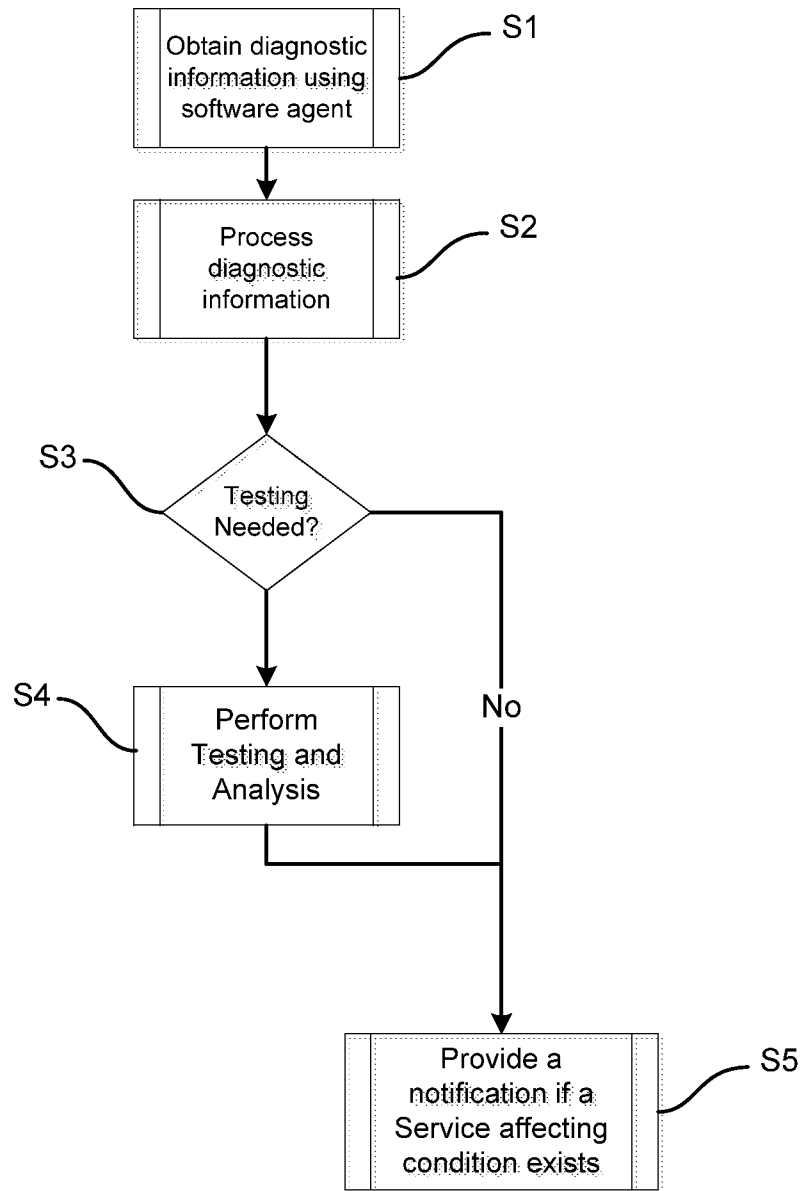 S1
Obtain diagnostic
information using
software agent
S2
Process
diagnostic
information
S3
Testing
Needed?
S4
Perform
Testing and
Analysis
No
S5
Provide a
notification if a
Service affecting
condition exists